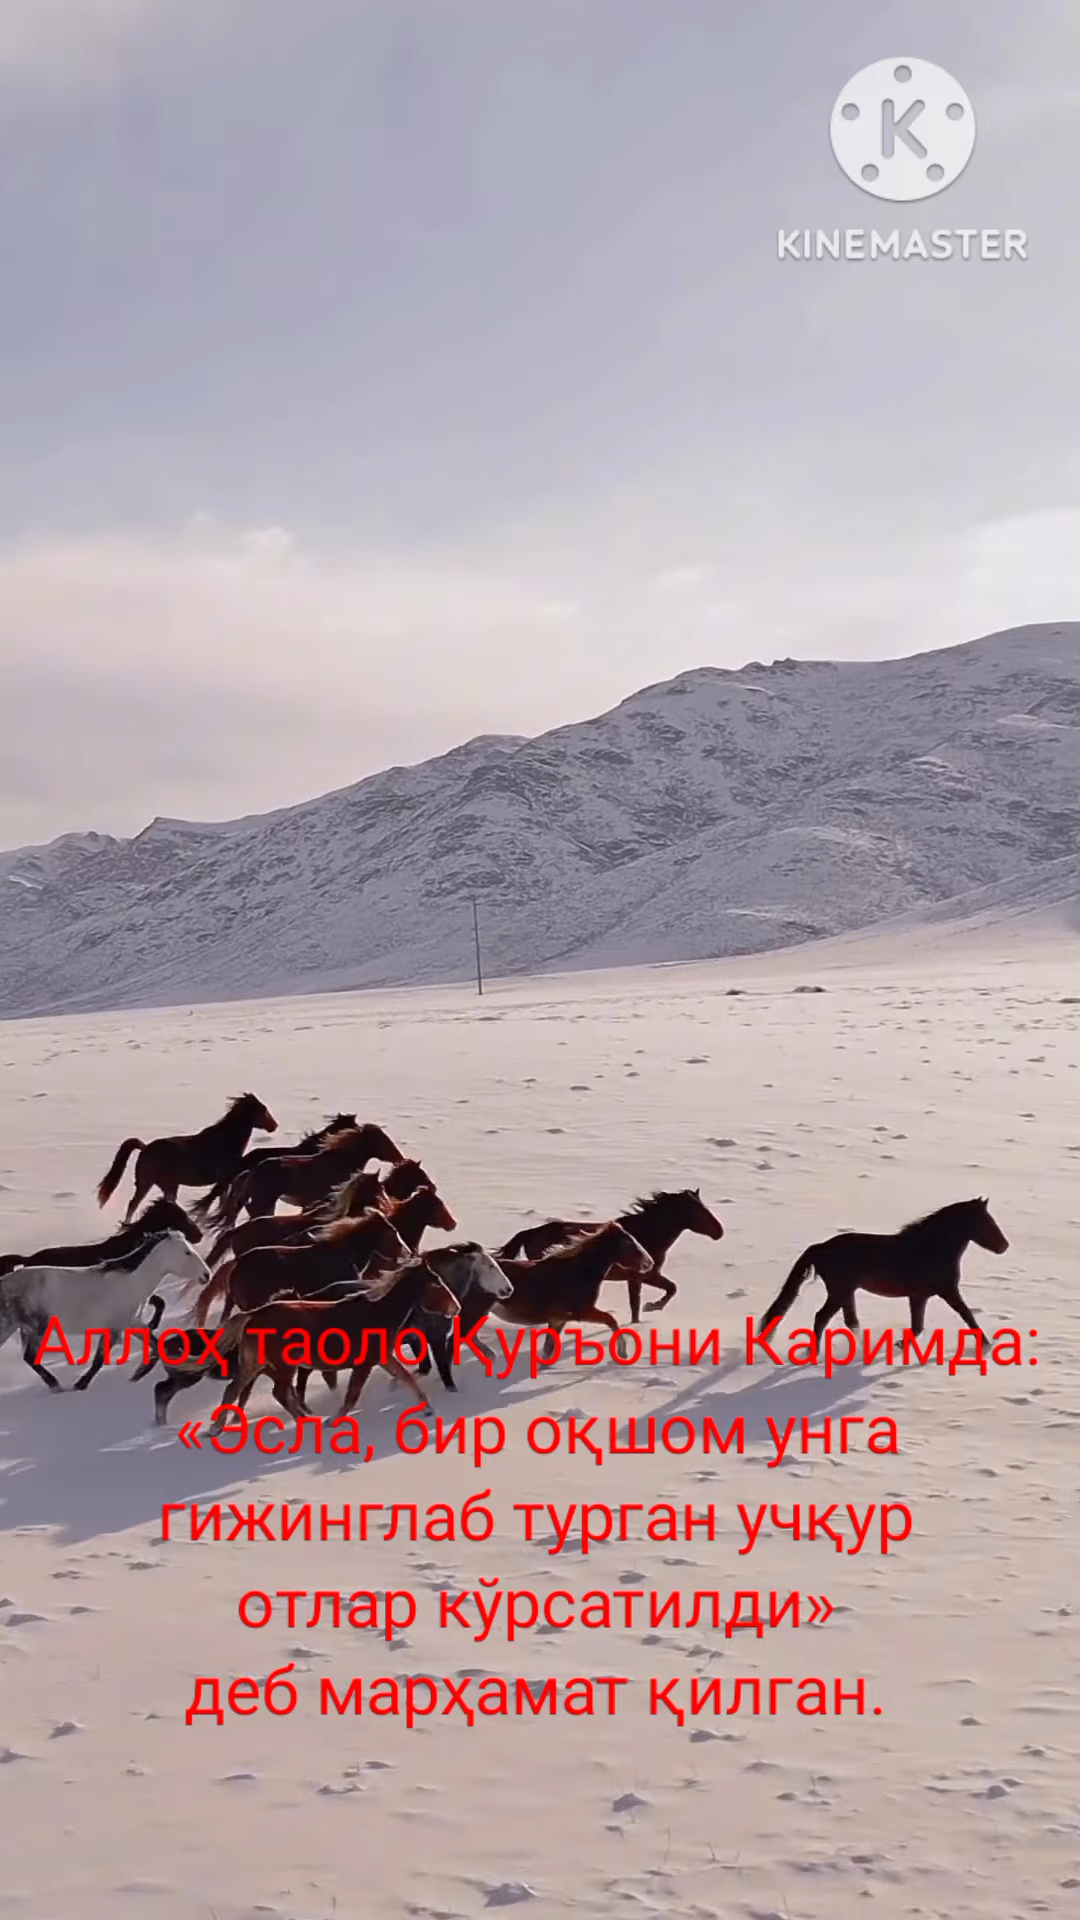 KINEMASTER
Аллоҳ таоло Қуръони Каримда:
«Эсла, бир оқшом унга
гижинглаб турган учқур
отлар кўрсатилди»
деб марҳамат қилган.